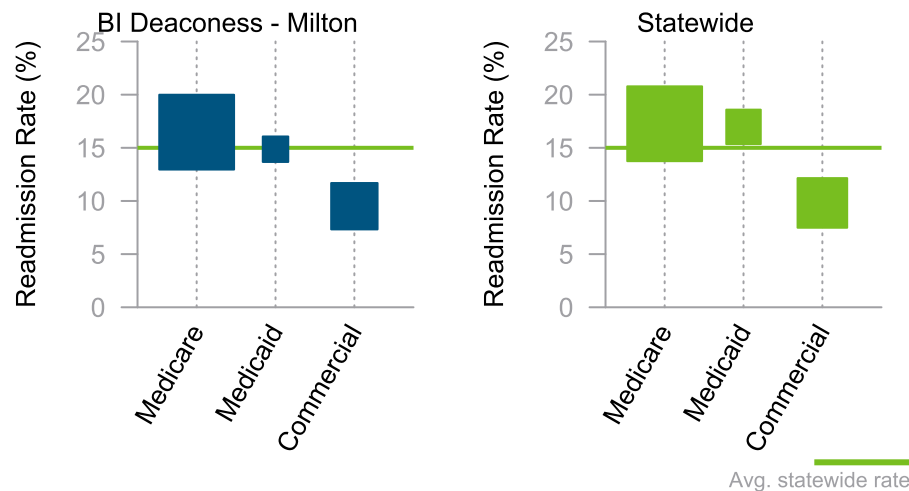 BI Deaconess - Milton
Readmission Rate (%)
25
20
15
10
5
0
Medicare
Medicaid
Commercial
Statewide
Readmission Rate (%)
25
20
15
10
5
0
Medicare
Medicaid
Commercial
Avg. statewide rate